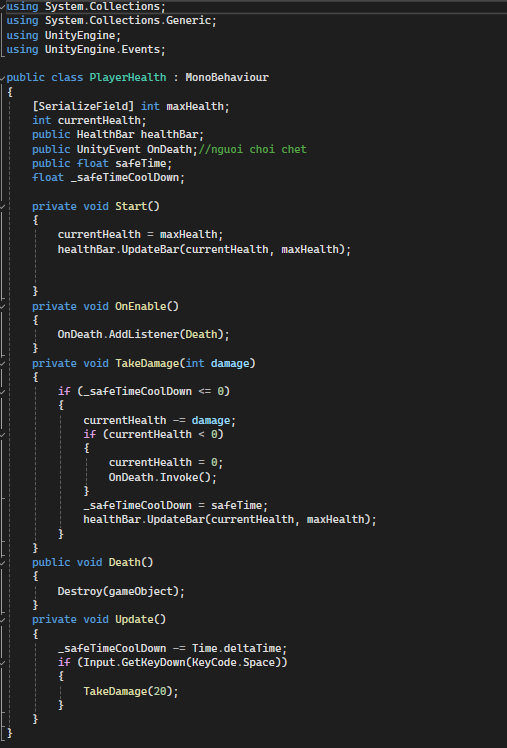 using System.Collections;
using System.Collections.Generic;
using UnityEngine;
using UnityEngine.Events;
public class PlayerHealth : MonoBehaviour
{
[SerializeField] int maxHealth;
int currentHealth;
public HealthBar healthBar;
public UnityEvent OnDeath;//nguoi choi chet
public float safeTime;
float _safeTimeCoolDown;
private void Start()
{
currentHealth = maxHealth;
healthBar.UpdateBar(currentHealth, maxHealth);
}
private void OnEnable()
{
OnDeath.AddListener(Death);
}
private void TakeDamage(int damage)
{
if (_safeTimeCoolDown <= 0)
{
currentHealth -= damage;
if (currentHealth < 0)
{
currentHealth = 0;
OnDeath.Invoke();
}
_safeTimeCoolDown = safeTime;
healthBar.UpdateBar(currentHealth, maxHealth);
}
}
public void Death()
{
Destroy(gameObject);
}
private void Update()
{
_safeTimeCoolDown -= Time.deltaTime;
if (Input.GetKeyDown(KeyCode.Space))
{
TakeDamage(20);
}
}
}